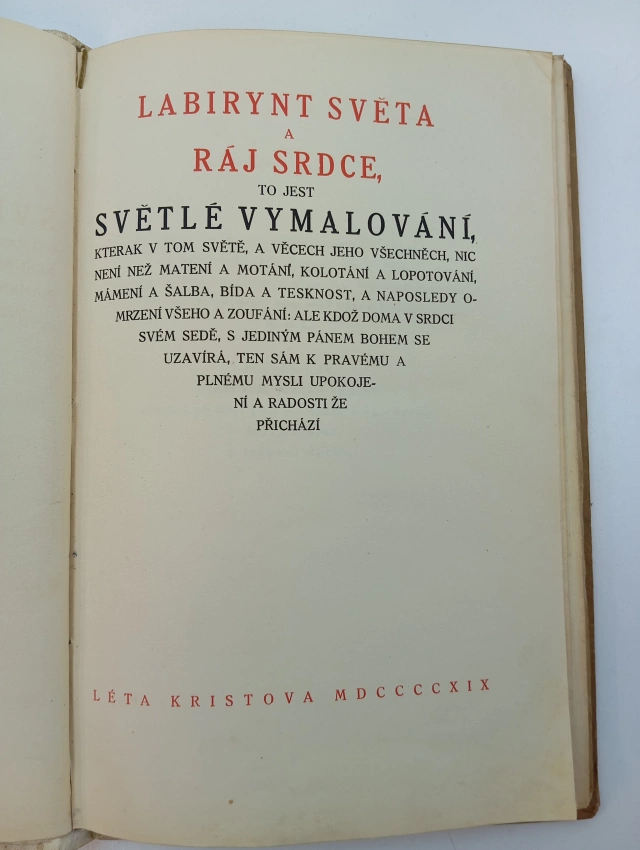 LABIRYNT SVĚTA
A
RÁJ SRDCE,
TO JEST
SVĚTLÉ VYMALOVÁNÍ,
KTERAK V TOM SVĚTĚ, A VĚCECH JEHO VŠECHNĚCH, NIC
NENÍ NEŽ MATENÍ A MOTÁNÍ, KOLOTÁNÍ A LOPOTOVÁNÍ,
MÁMENÍ A ŠALBA, BÍDA A TESKNOST, A NAPOSLEDY O-
MRZENÍ VŠEHO A ZOUFÁNÍ: ALE KDOŽ DOMA V SRDCI
SVÉM SEDĚ, S JEDINÝM PÁNEM BOHEM SE
UZAVÍRÁ, TEN SÁM K PRAVÉMU A
PLNÉMU MYSLI UPOKOJE-
NÍ A RADOSTI ŽE
PŘICHÁZÍ
LÉTA KRISTOVA MDCCCCXIX